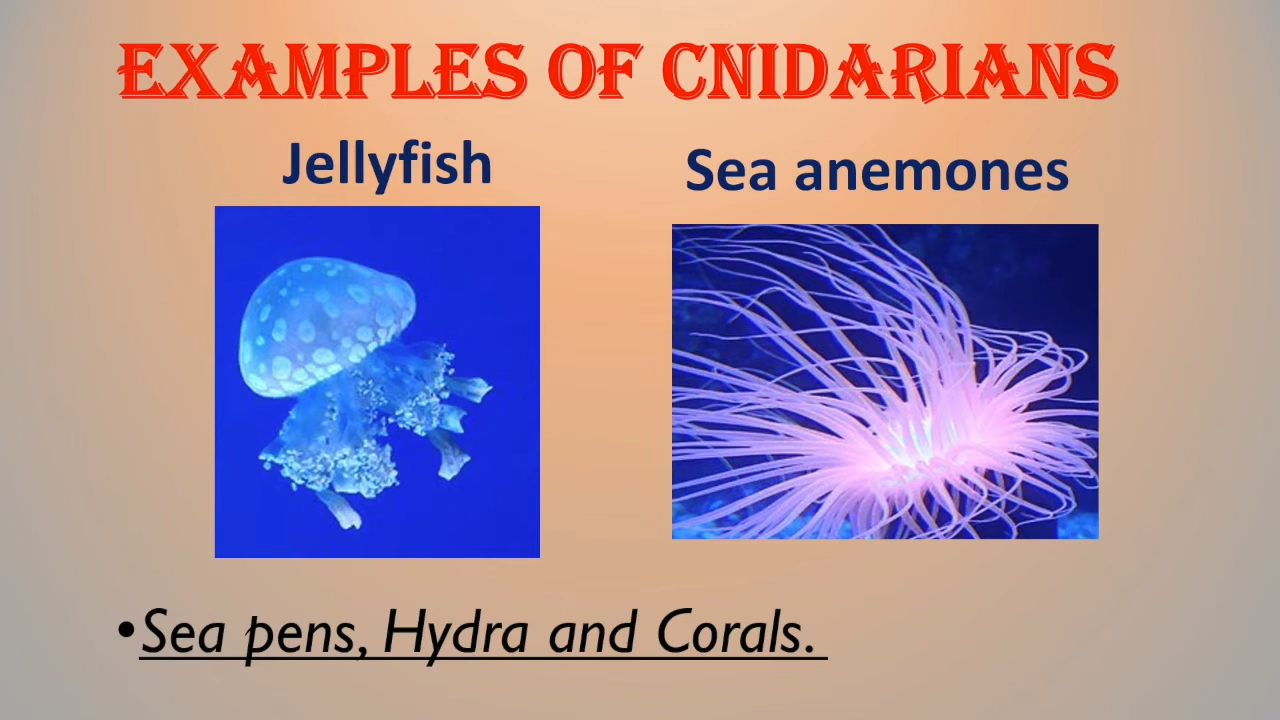 EXAMPLES OF CNIDARIANS
Jellyfish
Sea anemones
•Sea pens, Hydra and Corals.